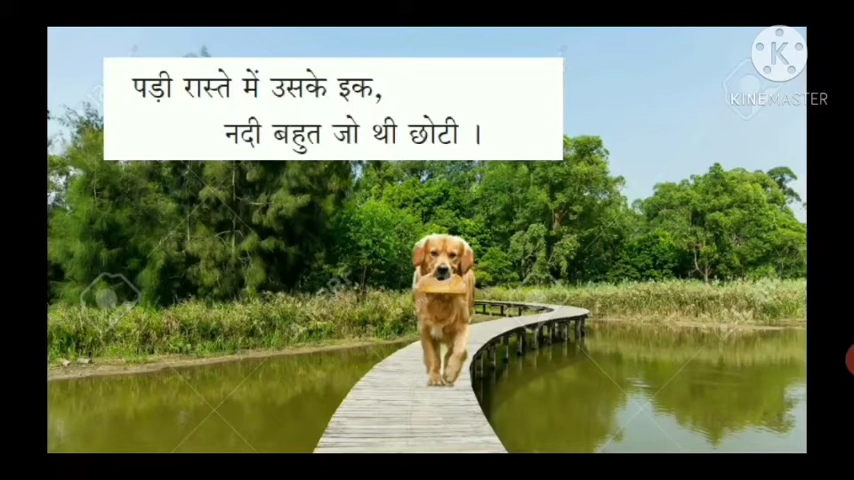 पड़ी रास्ते में उसके इक,
नदी बहुत जो थी छोटी ।
KINEMASTER